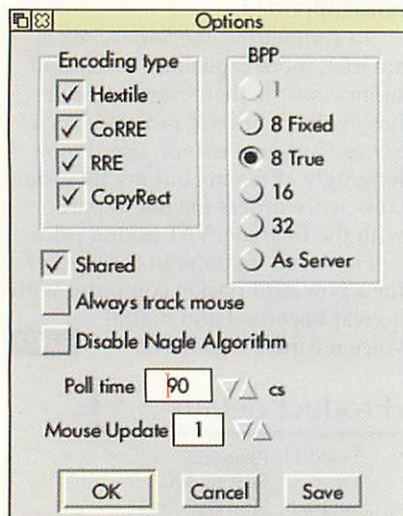 Options
Encoding type
Hextile
CoRRE
RRE
CopyRect
BPP
1
8 Fixed
8 True
16
32
As Server
Shared
Always track mouse
Disable Nagle Algorithm
Poll time 90 cs
Mouse Update 1
OK Cancel Save